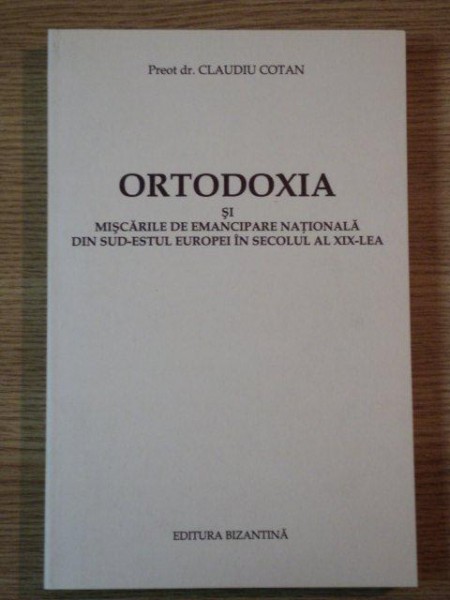 Preot dr. CLAUDIU COTAN
ORTODOXIA
ȘI
MIȘCĂRILE DE EMANCIPARE NAȚIONALĂ
DIN SUD-ESTUL EUROPEI ÎN SECOLUL AL XIX-LEA
EDITURA BIZANTINĂ